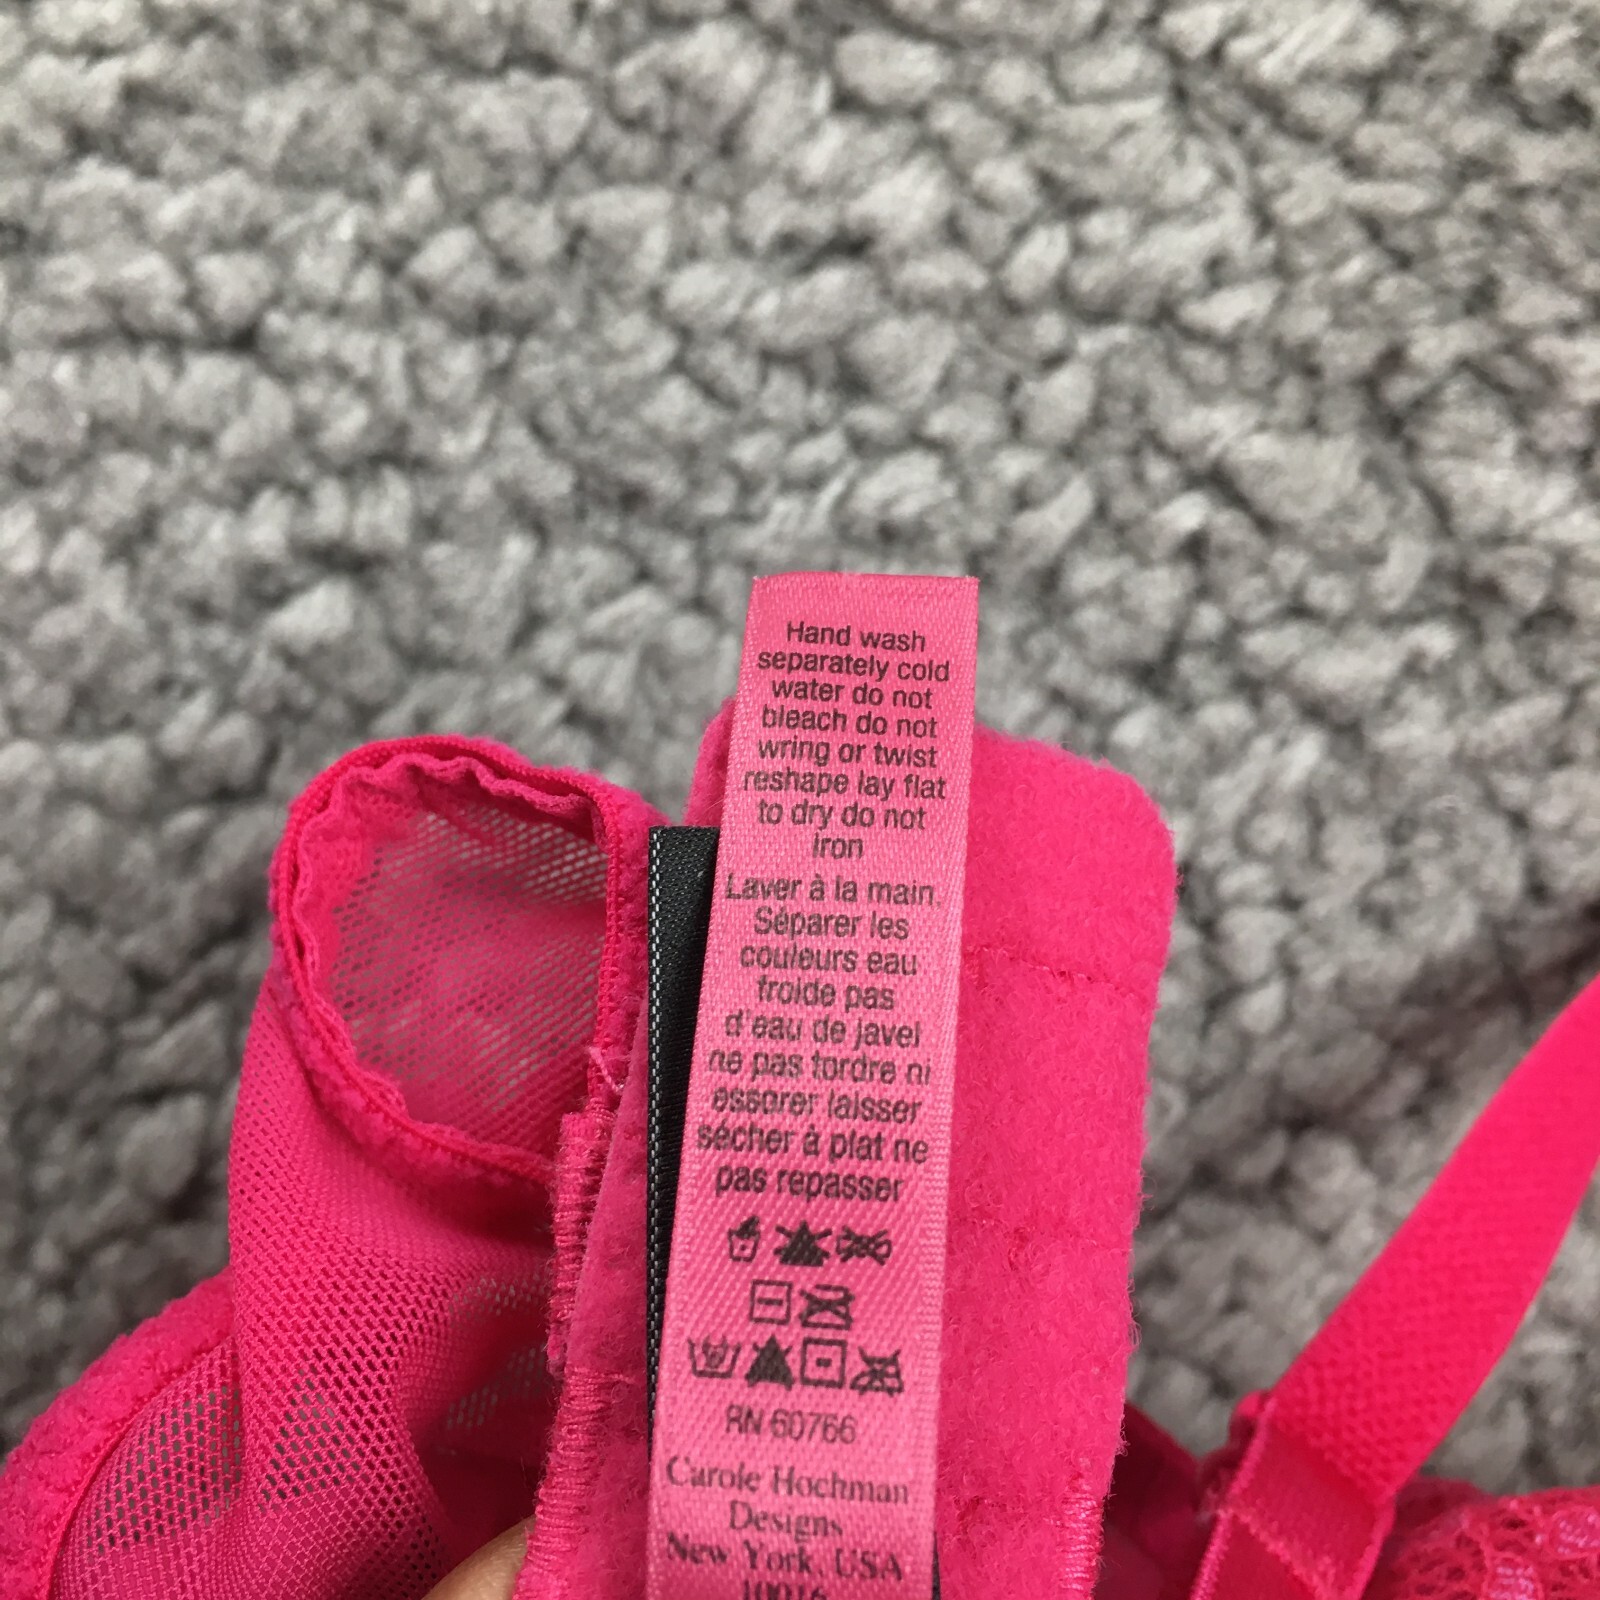 Hand wash
separately cold
water do not
bleach do not
wring or twist
reshape lay flat
to dry do not
iron
Laver à la main.
Séparer les
couleurs eau
froide pas
d'eau de javel
ne pas tordre ni
essorer laisser
sécher à plat ne
pas repasser
RN 60766
Carole Hochman
Designs
New York, USA
10016